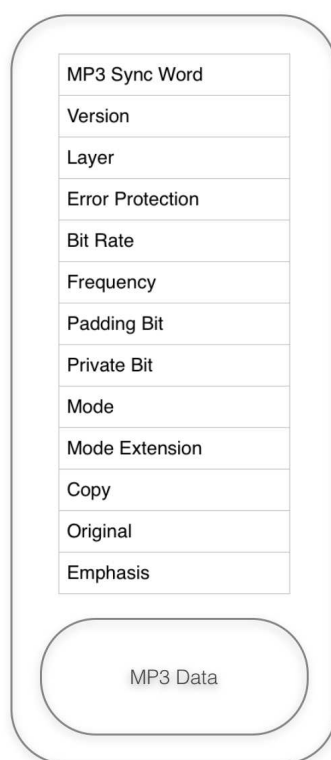 MP3 Sync Word
Version
Layer
Error Protection
Bit Rate
Frequency
Padding Bit
Private Bit
Mode
Mode Extension
Copy
Original
Emphasis
MP3 Data